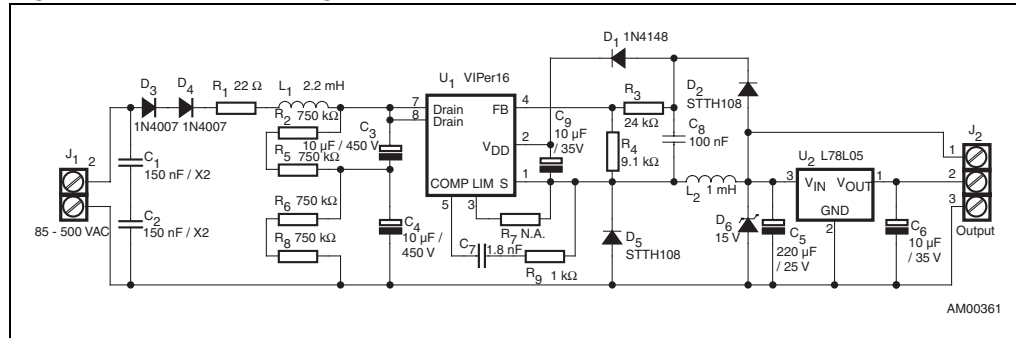 D1 1N4148
U1 VIPer16
D3
D4
R1 22 Ω
L1 2.2 mH
D2
STTH108
R2 750 kΩ
7
8
Drain
Drain
FB
4
R3
24 kΩ
C9
10 µF
/ 35V
C8
100 nF
J2
1N4007
1N4007
10 µF / 450 V
C3
VDD
2
R4
9.1 kΩ
U2 L78L05
1
J1
2
C1
150 nF / X2
R5 750 kΩ
COMP
LIM
S
1
L2 1 mH
3
VIN
VOUT
1
2
GND
R6 750 kΩ
5
3
R7 N.A.
D6
15 V
2
3
1
C2
150 nF / X2
R8 750 kΩ
C4
10 µF /
450 V
C7
1.8 nF
D5
STTH108
C5
220 µF
/ 25 V
C6
10 µF
/ 35 V
Output
85 - 500 VAC
R9 1 kΩ
AM00361